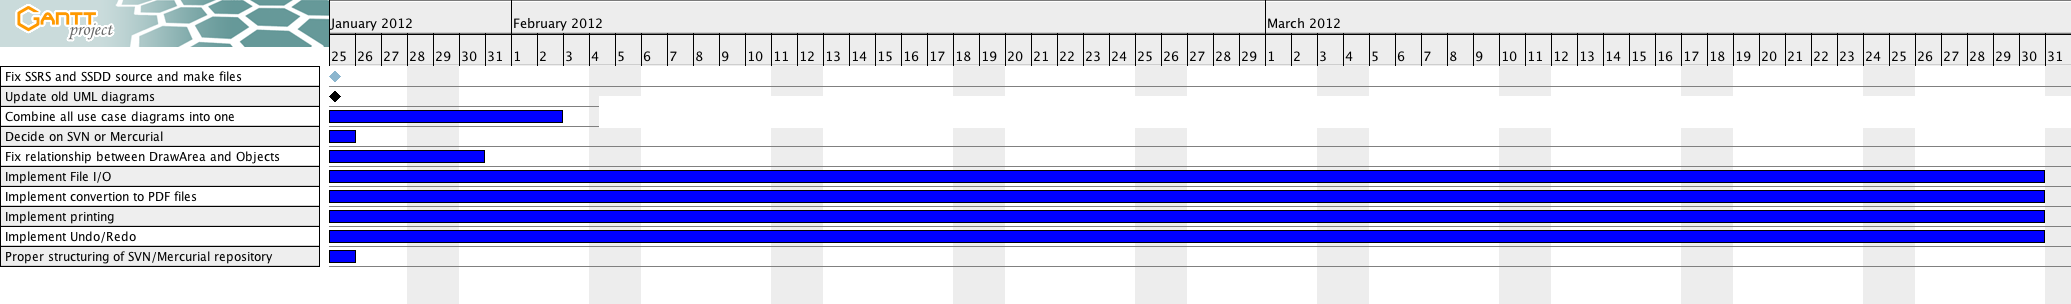 GANTT
project
January 2012 February 2012 March 2012
25 26 27 28 29 30 31 1 2 3 4 5 6 7 8 9 10 11 12 13 14 15 16 17 18 19 20 21 22 23 24 25 26 27 28 29 1 2 3 4 5 6 7 8 9 10 11 12 13 14 15 16 17 18 19 20 21 22 23 24 25 26 27 28 29 30 31
Fix SSRS and SSDD source and make files
Update old UML diagrams
Combine all use case diagrams into one
Decide on SVN or Mercurial
Fix relationship between DrawArea and Objects
Implement File I/O
Implement convertion to PDF files
Implement printing
Implement Undo/Redo
Proper structuring of SVN/Mercurial repository